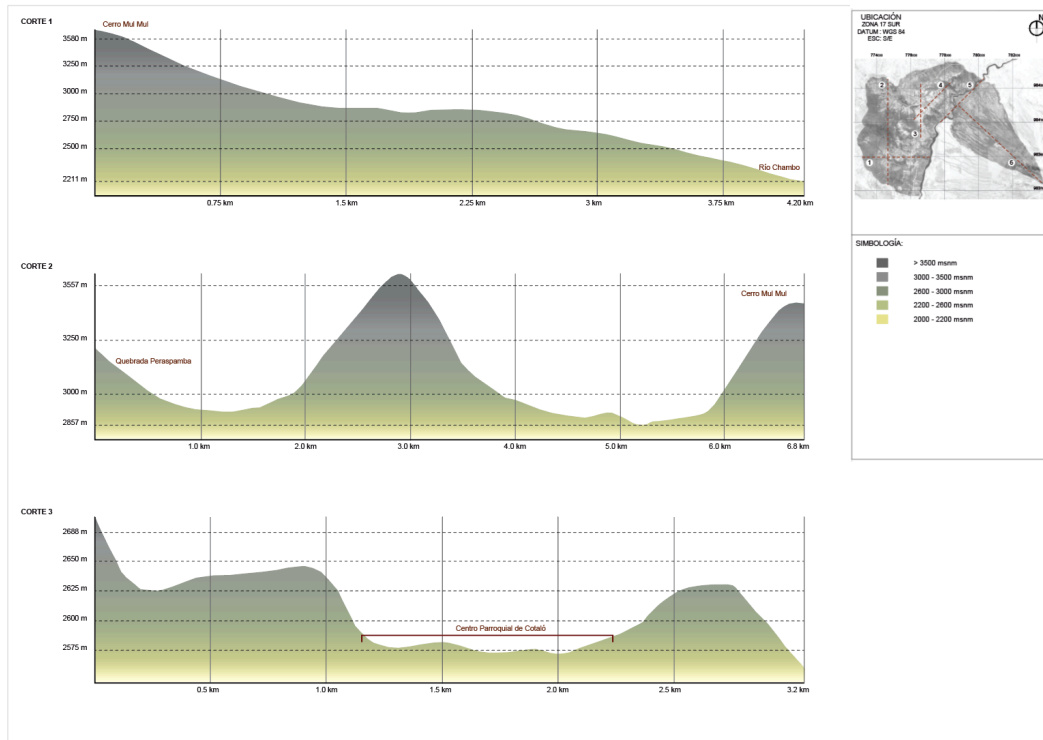 CORTE 1
Cerro Mul Mul
3580 m
3250 m
3000 m
2750 m
2500 m
2211 m
Río Chambo
0.75 km
1.5 km
2.25 km
3 km
3.75 km
4.20 km
CORTE 2
3557 m
3250 m
3000 m
2857 m
Quebrada Peraspamba
Cerro Mul Mul
1.0 km
2.0 km
3.0 km
4.0 km
5.0 km
6.0 km
6.8 km
CORTE 3
2688 m
2650 m
2625 m
2600 m
2575 m
Centro Parroquial de Cotaló
0.5 km
1.0 km
1.5 km
2.0 km
2.5 km
3.2 km
UBICACIÓN
ZONA 17 SUR
DATUM : WGS 84
ESC: S/E
N
2
4
5
3
1
6
SIMBOLOGÍA:
> 3500 msnm
3000 - 3500 msnm
2600 - 3000 msnm
2200 - 2600 msnm
2000 - 2200 msnm